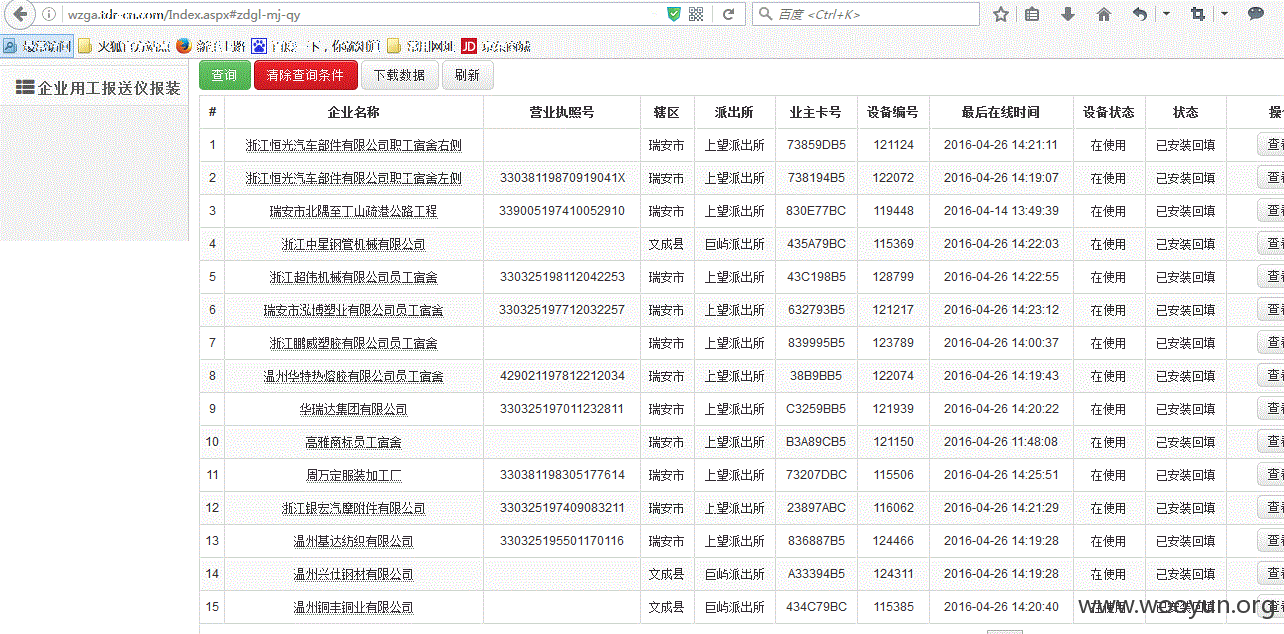 wzga.tdr-cn.com/Index.aspx#zdgl-mj-qy 百度 <Ctrl+K>
最常访问 火狐官方站点 新手上路 百度一下，你就知道 常用网址 JD 京东商城
企业用工报送仪报装
查询 清除查询条件 下载数据 刷新
# 企业名称 营业执照号 辖区 派出所 业主卡号 设备编号 最后在线时间 设备状态 状态
1 浙江恒光汽车部件有限公司职工宿舍右侧 瑞安市 上望派出所 73859DB5 121124 2016-04-26 14:21:11 在使用 已安装回填
2 浙江恒光汽车部件有限公司职工宿舍左侧 33038119870919041X 瑞安市 上望派出所 738194B5 122072 2016-04-26 14:19:07 在使用 已安装回填
3 瑞安市北隅至丁山疏港公路工程 339005197410052910 瑞安市 上望派出所 830E77BC 119448 2016-04-14 13:49:39 在使用 已安装回填
4 浙江中星钢管机械有限公司 文成县 巨屿派出所 435A79BC 115369 2016-04-26 14:22:03 在使用 已安装回填
5 浙江超伟机械有限公司员工宿舍 330325198112042253 瑞安市 上望派出所 43C198B5 128799 2016-04-26 14:22:55 在使用 已安装回填
6 瑞安市泓博塑业有限公司员工宿舍 330325197712032257 瑞安市 上望派出所 632793B5 121217 2016-04-26 14:23:12 在使用 已安装回填
7 浙江鹏威塑胶有限公司员工宿舍 瑞安市 上望派出所 839995B5 123789 2016-04-26 14:00:37 在使用 已安装回填
8 温州华特热熔胶有限公司员工宿舍 429021197812212034 瑞安市 上望派出所 38B9BB5 122074 2016-04-26 14:19:43 在使用 已安装回填
9 华瑞达集团有限公司 330325197011232811 瑞安市 上望派出所 C3259BB5 121939 2016-04-26 14:20:22 在使用 已安装回填
10 高雅商标员工宿舍 瑞安市 上望派出所 B3A89CB5 121150 2016-04-26 11:48:08 在使用 已安装回填
11 周万定服装加工厂 330381198305177614 瑞安市 上望派出所 73207DBC 115506 2016-04-26 14:25:51 在使用 已安装回填
12 浙江银宏汽摩附件有限公司 330325197409083211 瑞安市 上望派出所 23897ABC 116062 2016-04-26 14:21:29 在使用 已安装回填
13 温州基达纺织有限公司 330325195501170116 瑞安市 上望派出所 836887B5 124466 2016-04-26 14:19:28 在使用 已安装回填
14 温州兴仕钢材有限公司 文成县 巨屿派出所 A33394B5 124311 2016-04-26 14:19:28 在使用 已安装回填
15 温州铜丰铜业有限公司 文成县 巨屿派出所 434C79BC 115385 2016-04-26 14:20:40 在使用 已安装回填
www.wooyun.org